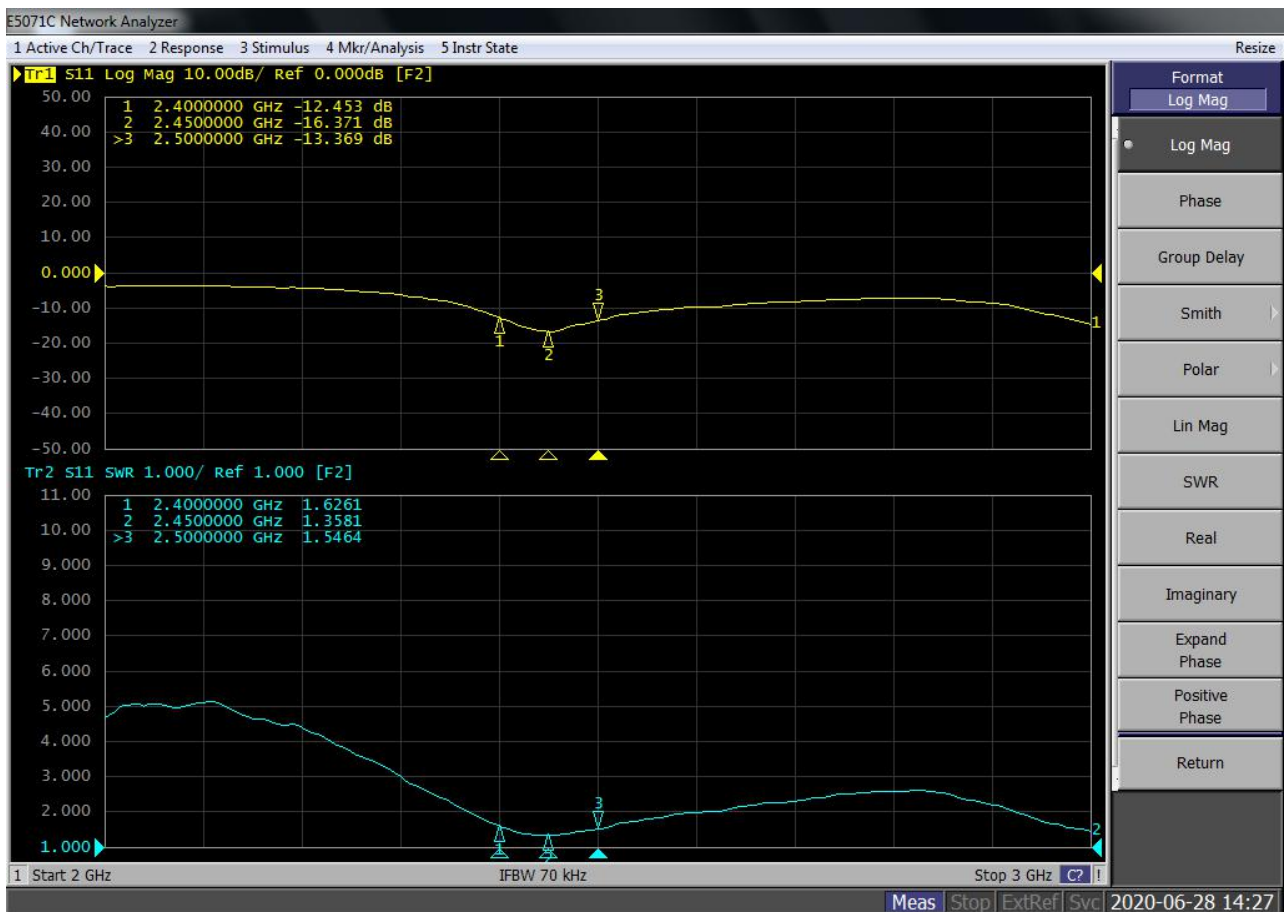 E5071C Network Analyzer
1 Active Ch/Trace 2 Response 3 Stimulus 4 Mkr/Analysis 5 Instr State Resize
Tr1 S11 Log Mag 10.00dB/ Ref 0.000dB [F2]
50.00
1 2.4000000 GHz -12.453 dB
2 2.4500000 GHz -16.371 dB
>3 2.5000000 GHz -13.369 dB
40.00
30.00
20.00
10.00
0.000
-10.00
-20.00
-30.00
-40.00
-50.00
3
1
2
1
Tr2 S11 SWR 1.000/ Ref 1.000 [F2]
11.00
1 2.4000000 GHz 1.6261
2 2.4500000 GHz 1.3581
>3 2.5000000 GHz 1.5464
10.00
9.000
8.000
7.000
6.000
5.000
4.000
3.000
2.000
1.000
3
1
2
2
1 Start 2 GHz IFBW 70 kHz Stop 3 GHz C? !
Format
Log Mag
Log Mag
Phase
Group Delay
Smith
Polar
Lin Mag
SWR
Real
Imaginary
Expand
Phase
Positive
Phase
Return
Meas Stop ExtRef Svc 2020-06-28 14:27